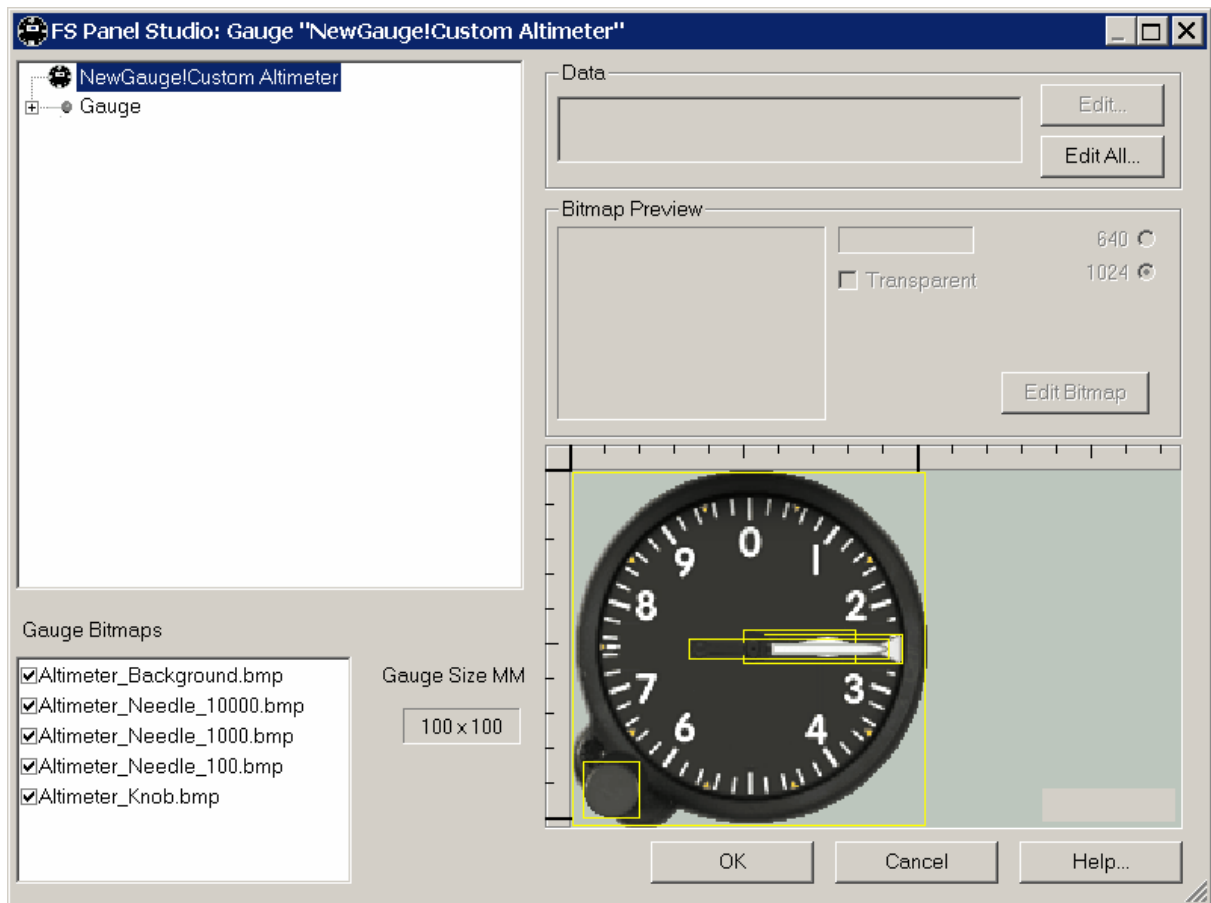 FS Panel Studio: Gauge "NewGauge!Custom Altimeter"
NewGauge!Custom Altimeter
Gauge
Data
Edit...
Edit All...
Bitmap Preview
640
Transparent
1024
Edit Bitmap
0
1
2
3
4
6
7
8
9
Gauge Bitmaps
Altimeter_Background.bmp
Altimeter_Needle_10000.bmp
Altimeter_Needle_1000.bmp
Altimeter_Needle_100.bmp
Altimeter_Knob.bmp
Gauge Size MM
100 x 100
OK
Cancel
Help...